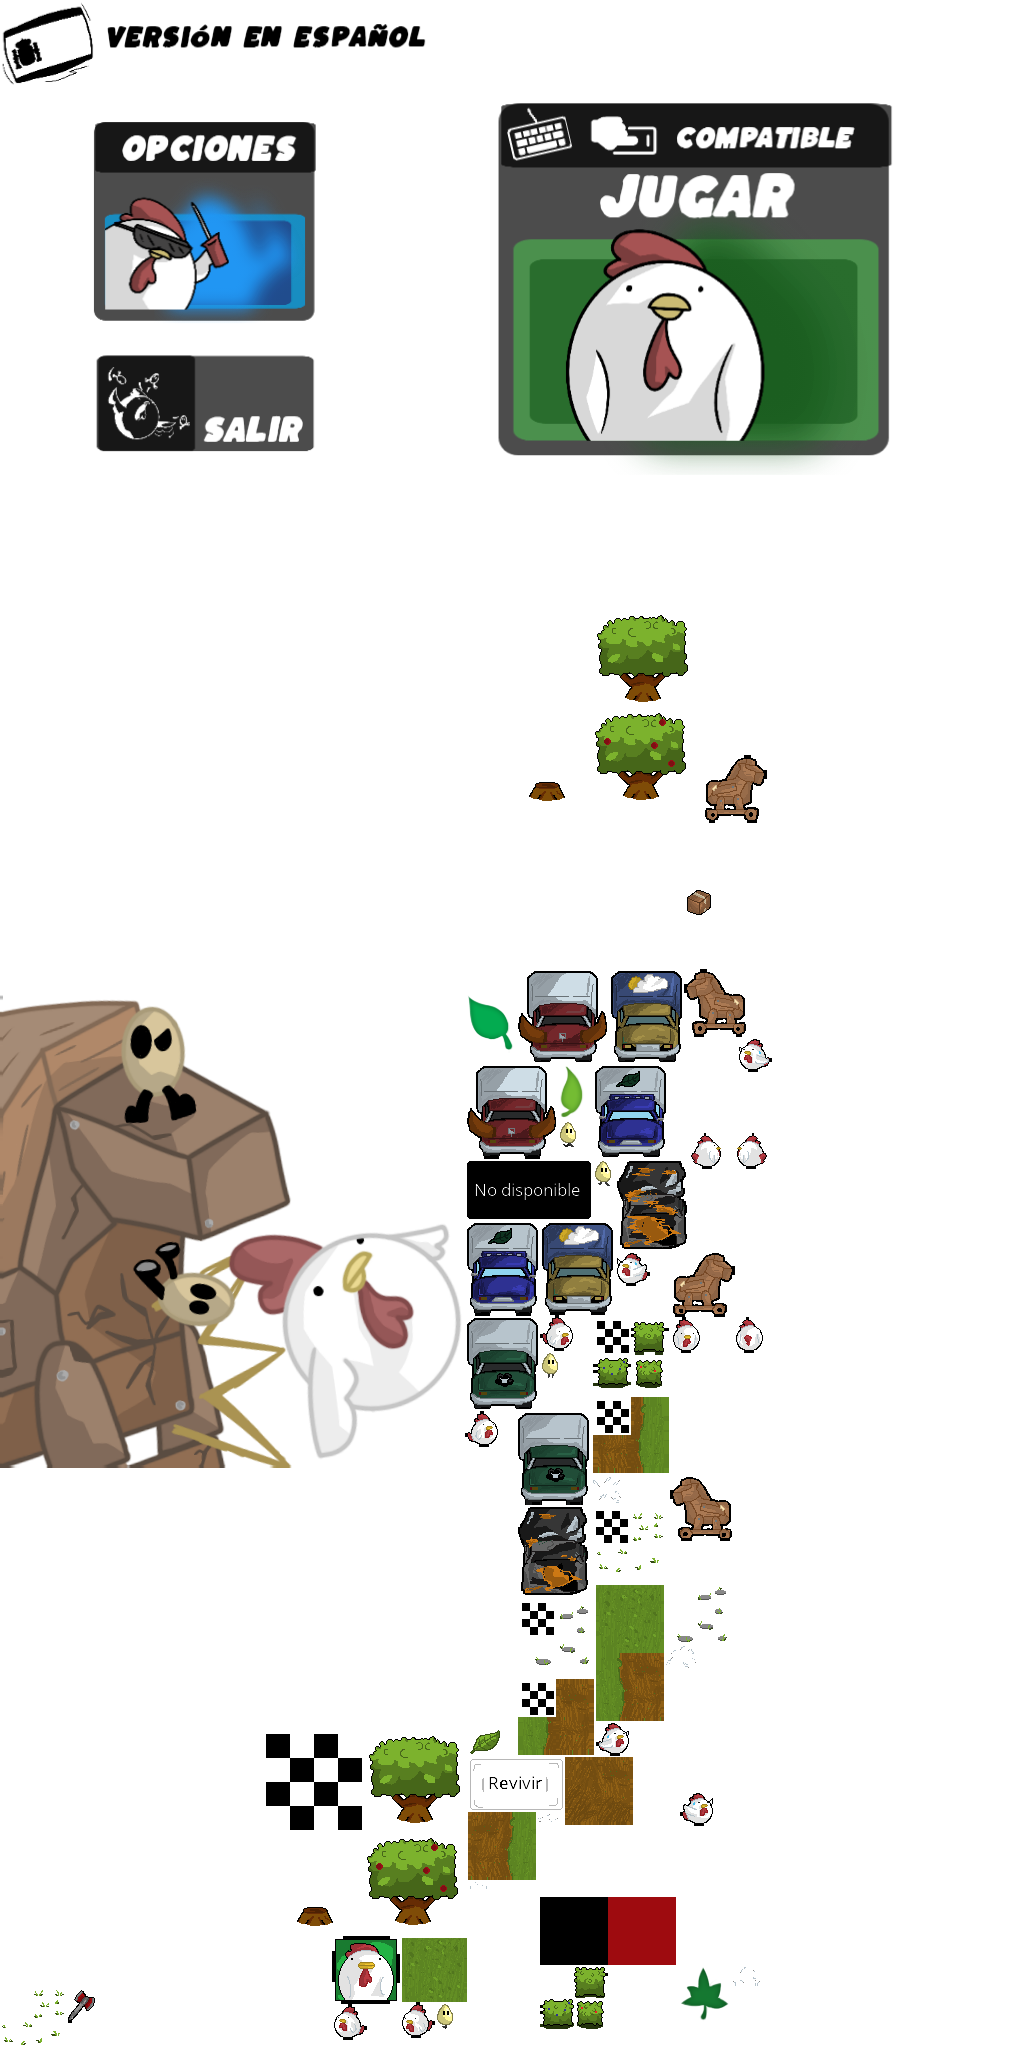 VERSIÓN EN ESPAÑOL
OPCIONES
COMPATIBLE
JUGAR
SALIR
No disponible
Revivir